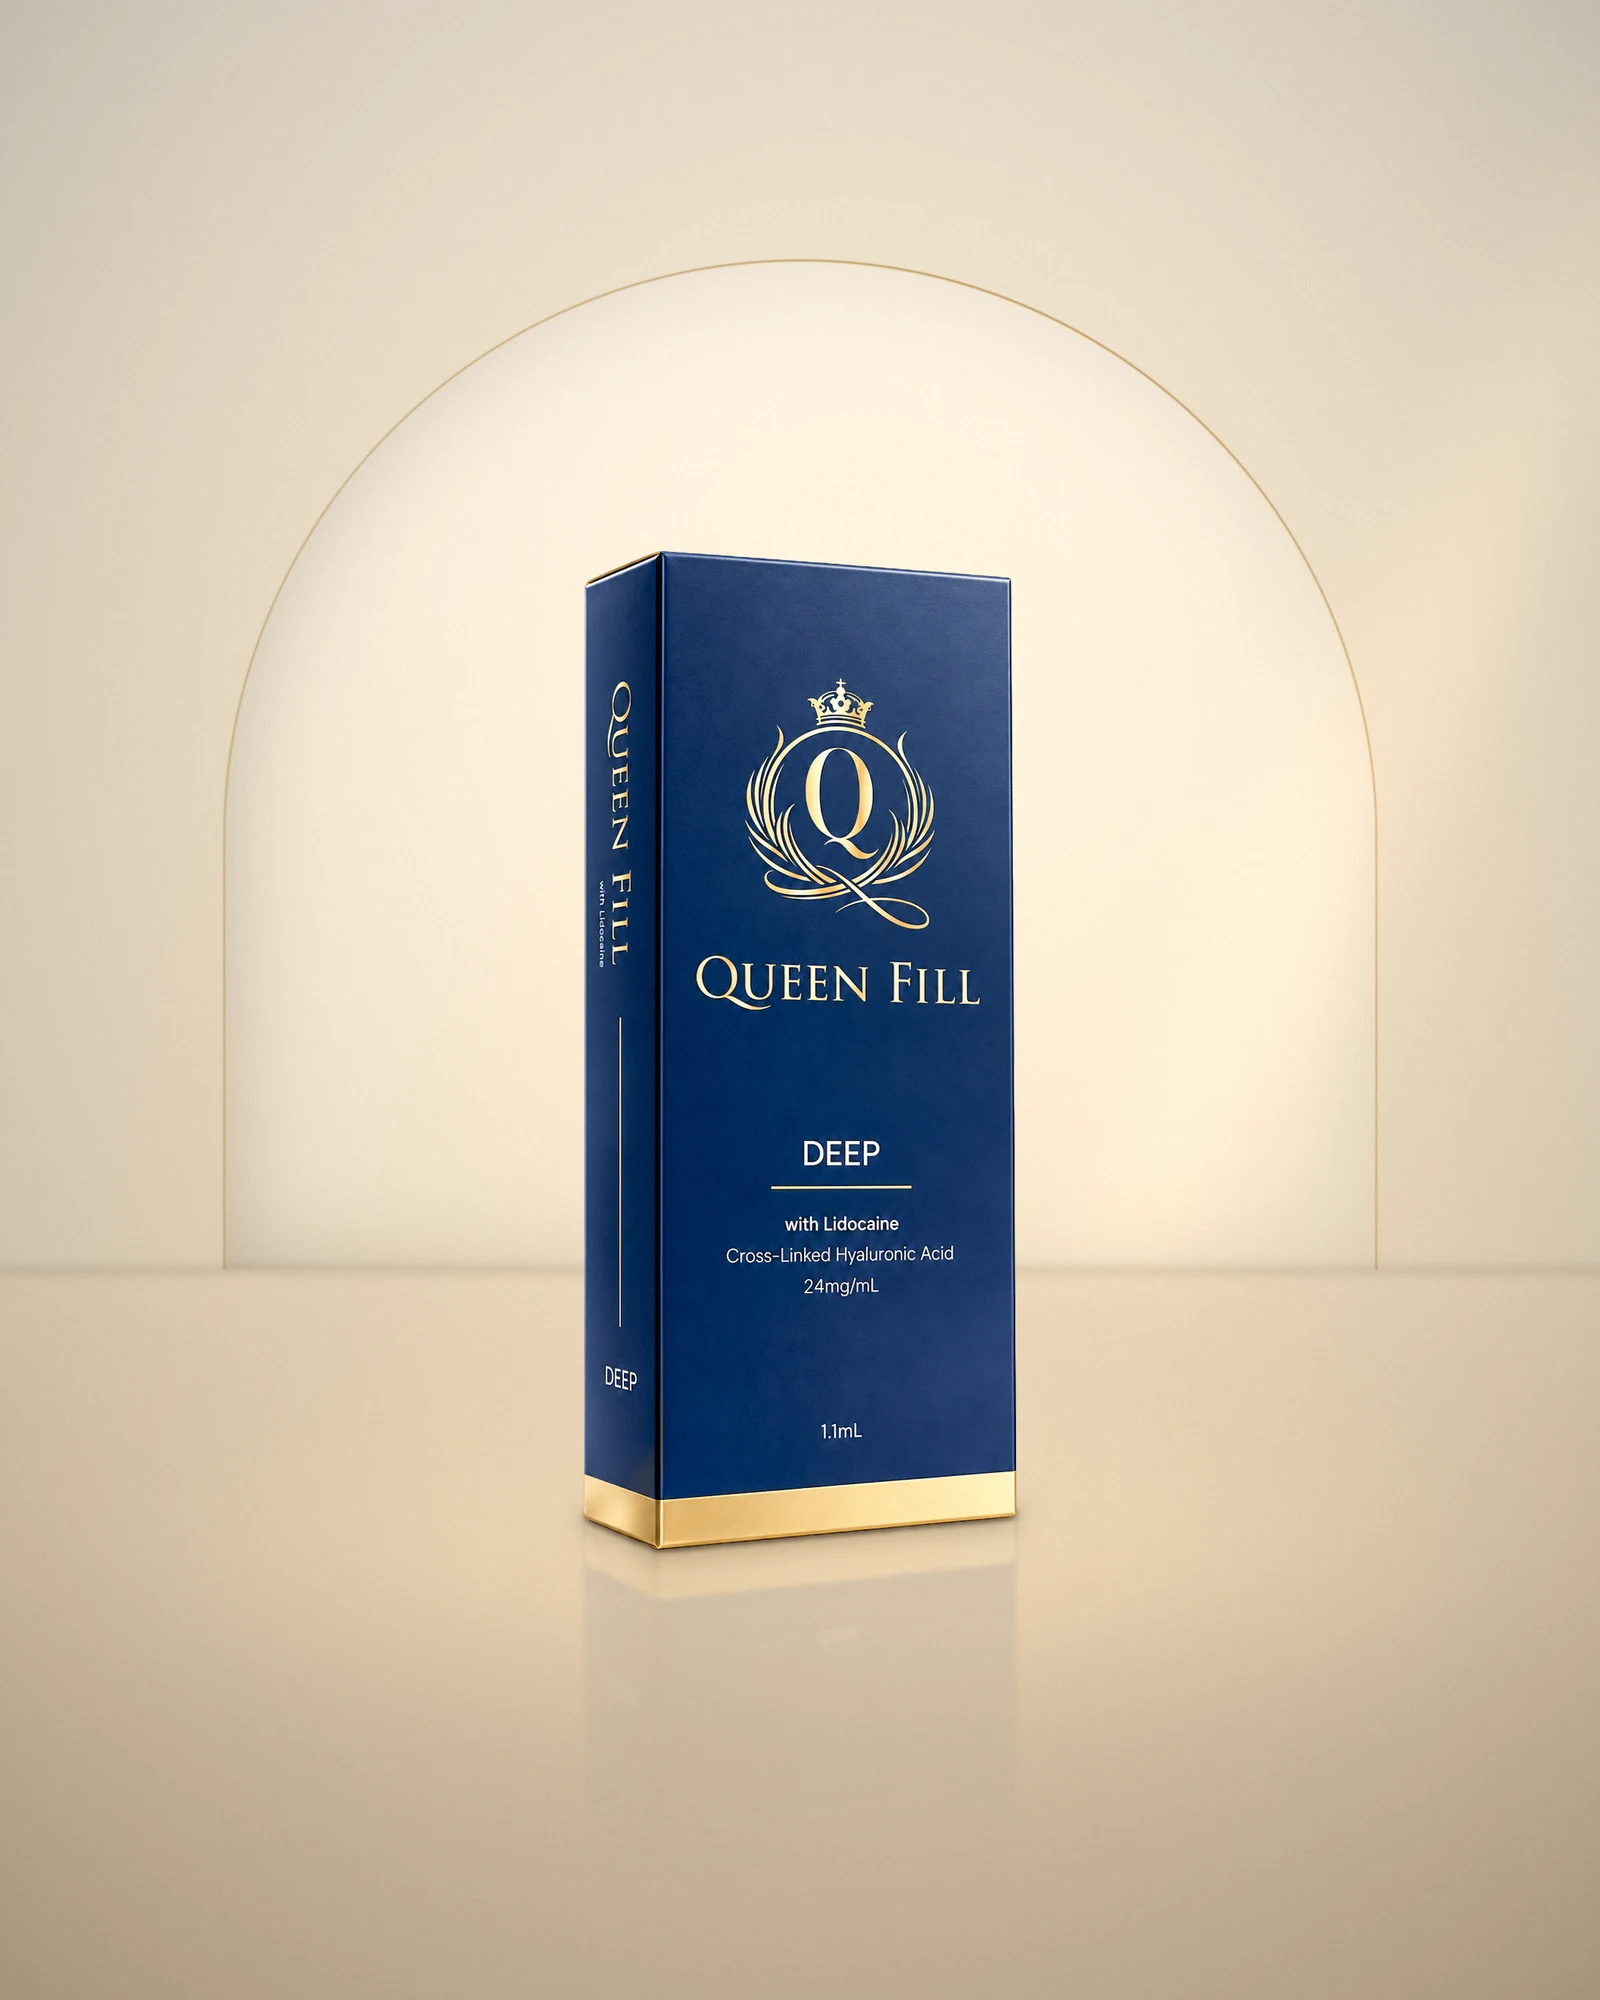 QUEEN FILL
with Lidocaine
DEEP
Q
QUEEN FILL
DEEP
with Lidocaine
Cross-Linked Hyaluronic Acid
24mg/mL
1.1mL